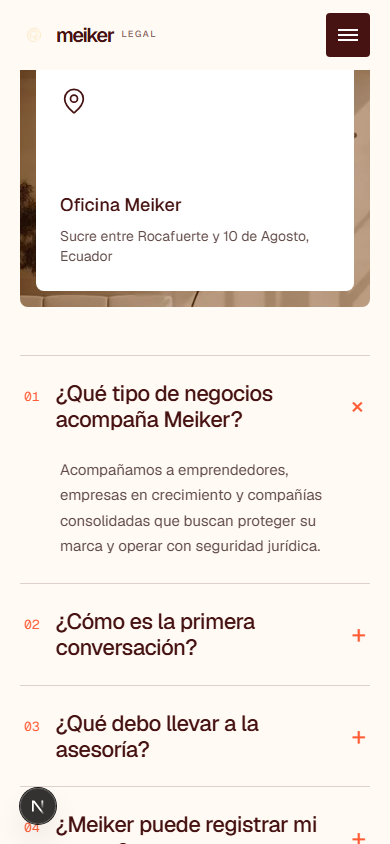 meiker LEGAL
Oficina Meiker
Sucre entre Rocafuerte y 10 de Agosto,
Ecuador
01 ¿Qué tipo de negocios
acompaña Meiker?
Acompañamos a emprendedores,
empresas en crecimiento y compañías
consolidadas que buscan proteger su
marca y operar con seguridad jurídica.
02 ¿Cómo es la primera
conversación?
03 ¿Qué debo llevar a la
asesoría?
N
04 ¿Meiker puede registrar mi